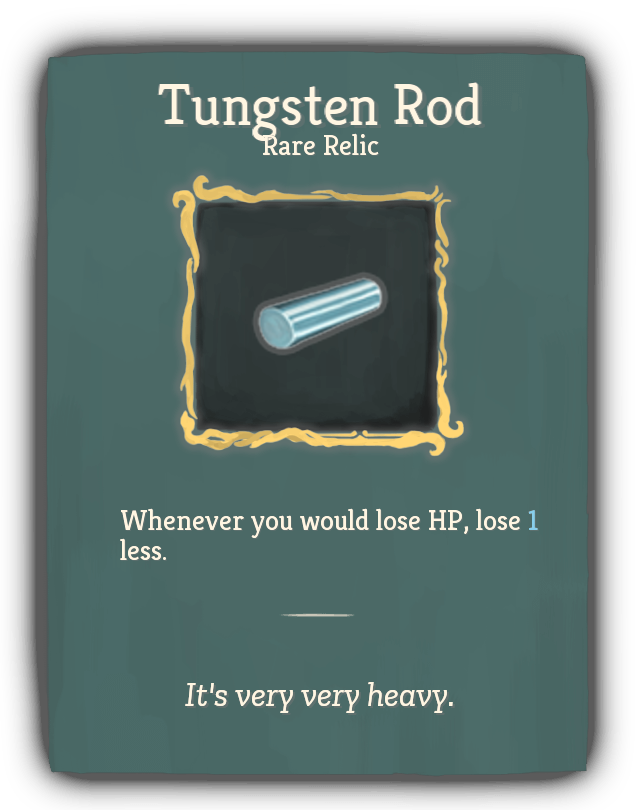 Tungsten Rod
Rare Relic
Whenever you would lose HP, lose 1
less.
It's very very heavy.